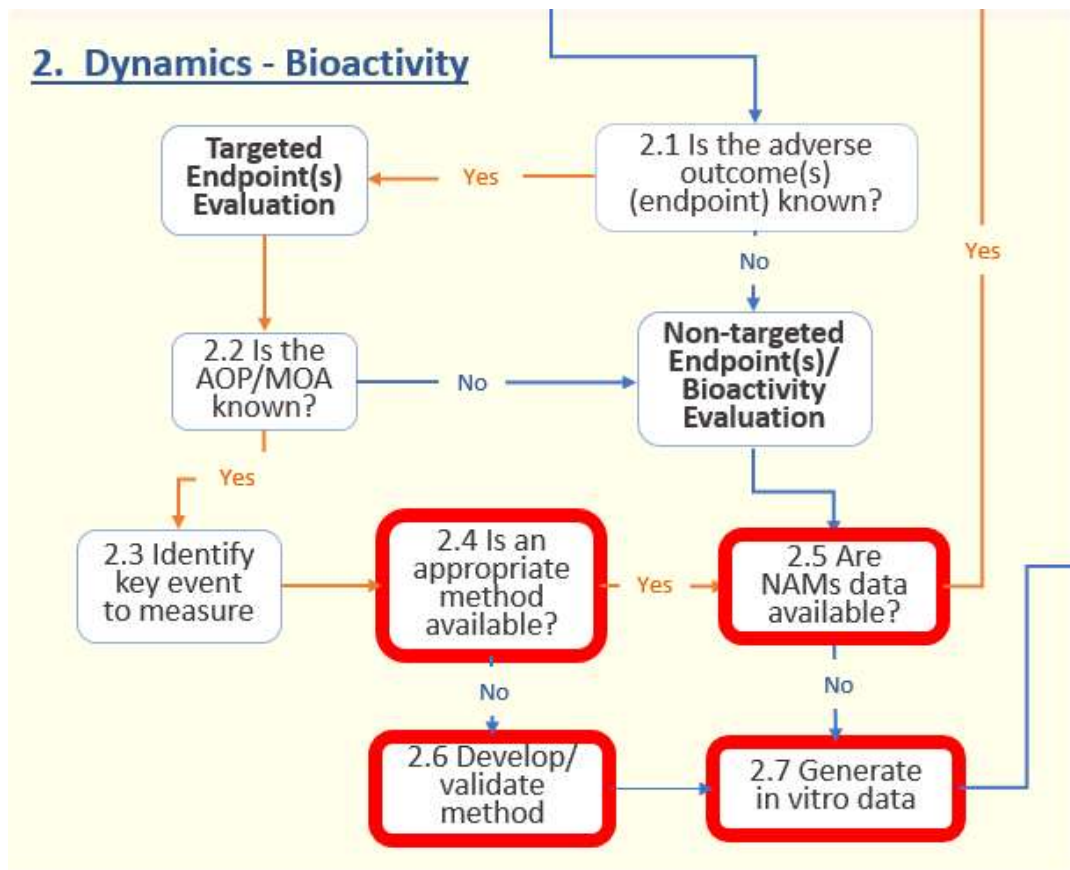 2. Dynamics - Bioactivity
Targeted
Endpoint(s)
Evaluation
Yes
2.1 Is the adverse
outcome(s)
(endpoint) known?
Yes
No
2.2 Is the
AOP/MOA
known?
No
Non-targeted
Endpoint(s)/
Bioactivity
Evaluation
Yes
2.3 Identify
key event
to measure
2.4 Is an
appropriate
method
available?
Yes
2.5 Are
NAMs data
available?
No
No
2.6 Develop/
validate
method
2.7 Generate
in vitro data